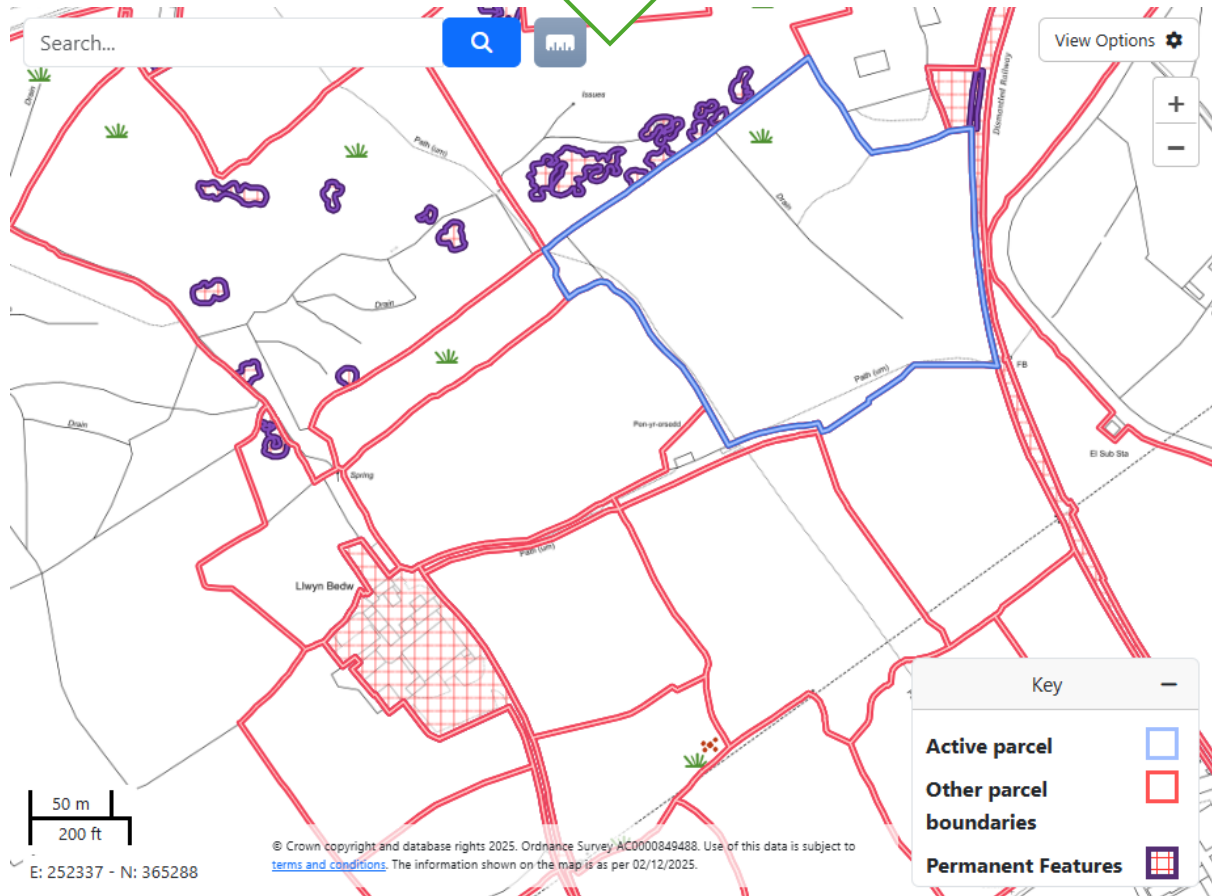 Search...
View Options
+
−
Drain
Issues
Path (um)
Dismantled Railway
Drain
Drain
Path (um)
FB
Drain
Pen-yr-orsedd
El Sub Sta
Spring
Path (um)
Llwyn Bedw
Key −
Active parcel
Other parcel
boundaries
Permanent Features
50 m
200 ft
E: 252337 - N: 365288
© Crown copyright and database rights 2025. Ordnance Survey AC0000849488. Use of this data is subject to
terms and conditions. The information shown on the map is as per 02/12/2025.